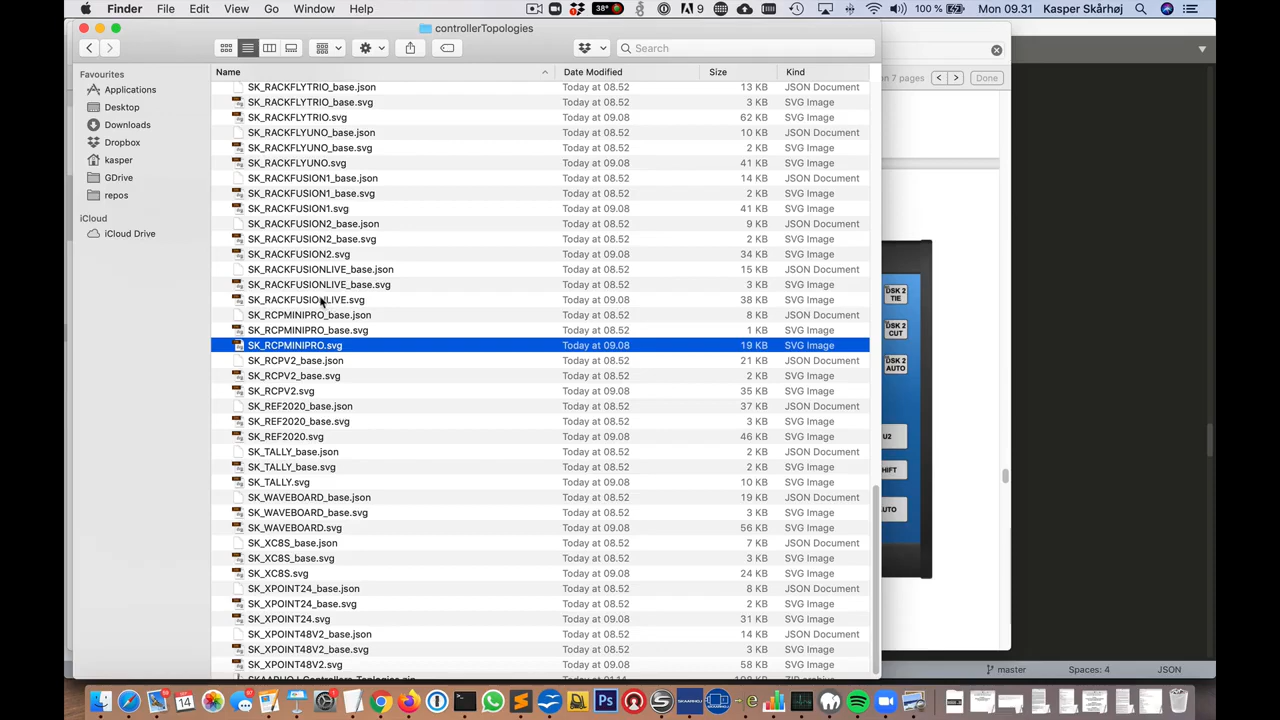 Finder File Edit View Go Window Help
38° 9 100 % Mon 09.31 Kasper Skårhøj
controllerTopologies
Search
Favourites
Applications
Desktop
Downloads
Dropbox
kasper
GDrive
repos
iCloud
iCloud Drive
Name Date Modified Size Kind
SK_RACKFLYTRIO_base.json Today at 08.52 13 KB JSON Document
SK_RACKFLYTRIO_base.svg Today at 08.52 3 KB SVG Image
SK_RACKFLYTRIO.svg Today at 09.08 62 KB SVG Image
SK_RACKFLYUNO_base.json Today at 08.52 10 KB JSON Document
SK_RACKFLYUNO_base.svg Today at 08.52 2 KB SVG Image
SK_RACKFLYUNO.svg Today at 09.08 41 KB SVG Image
SK_RACKFUSION1_base.json Today at 08.52 14 KB JSON Document
SK_RACKFUSION1_base.svg Today at 08.52 2 KB SVG Image
SK_RACKFUSION1.svg Today at 09.08 41 KB SVG Image
SK_RACKFUSION2_base.json Today at 08.52 9 KB JSON Document
SK_RACKFUSION2_base.svg Today at 08.52 2 KB SVG Image
SK_RACKFUSION2.svg Today at 09.08 34 KB SVG Image
SK_RACKFUSIONLIVE_base.json Today at 08.52 15 KB JSON Document
SK_RACKFUSIONLIVE_base.svg Today at 08.52 3 KB SVG Image
SK_RACKFUSIONLIVE.svg Today at 09.08 38 KB SVG Image
SK_RCPMINIPRO_base.json Today at 08.52 8 KB JSON Document
SK_RCPMINIPRO_base.svg Today at 08.52 1 KB SVG Image
SK_RCPMINIPRO.svg Today at 09.08 19 KB SVG Image
SK_RCPV2_base.json Today at 08.52 21 KB JSON Document
SK_RCPV2_base.svg Today at 08.52 2 KB SVG Image
SK_RCPV2.svg Today at 09.08 35 KB SVG Image
SK_REF2020_base.json Today at 08.52 37 KB JSON Document
SK_REF2020_base.svg Today at 08.52 3 KB SVG Image
SK_REF2020.svg Today at 09.08 46 KB SVG Image
SK_TALLY_base.json Today at 08.52 2 KB JSON Document
SK_TALLY_base.svg Today at 08.52 2 KB SVG Image
SK_TALLY.svg Today at 09.08 10 KB SVG Image
SK_WAVEBOARD_base.json Today at 08.52 19 KB JSON Document
SK_WAVEBOARD_base.svg Today at 08.52 3 KB SVG Image
SK_WAVEBOARD.svg Today at 09.08 56 KB SVG Image
SK_XC8S_base.json Today at 08.52 7 KB JSON Document
SK_XC8S_base.svg Today at 08.52 3 KB SVG Image
SK_XC8S.svg Today at 09.08 24 KB SVG Image
SK_XPOINT24_base.json Today at 08.52 8 KB JSON Document
SK_XPOINT24_base.svg Today at 08.52 2 KB SVG Image
SK_XPOINT24.svg Today at 09.08 31 KB SVG Image
SK_XPOINT48V2_base.json Today at 08.52 14 KB JSON Document
SK_XPOINT48V2_base.svg Today at 08.52 3 KB SVG Image
SK_XPOINT48V2.svg Today at 09.08 58 KB SVG Image
n 7 pages Done
DSK 2
TIE
DSK 2
CUT
DSK 2
AUTO
U2
HIFT
UTO
master Spaces: 4 JSON